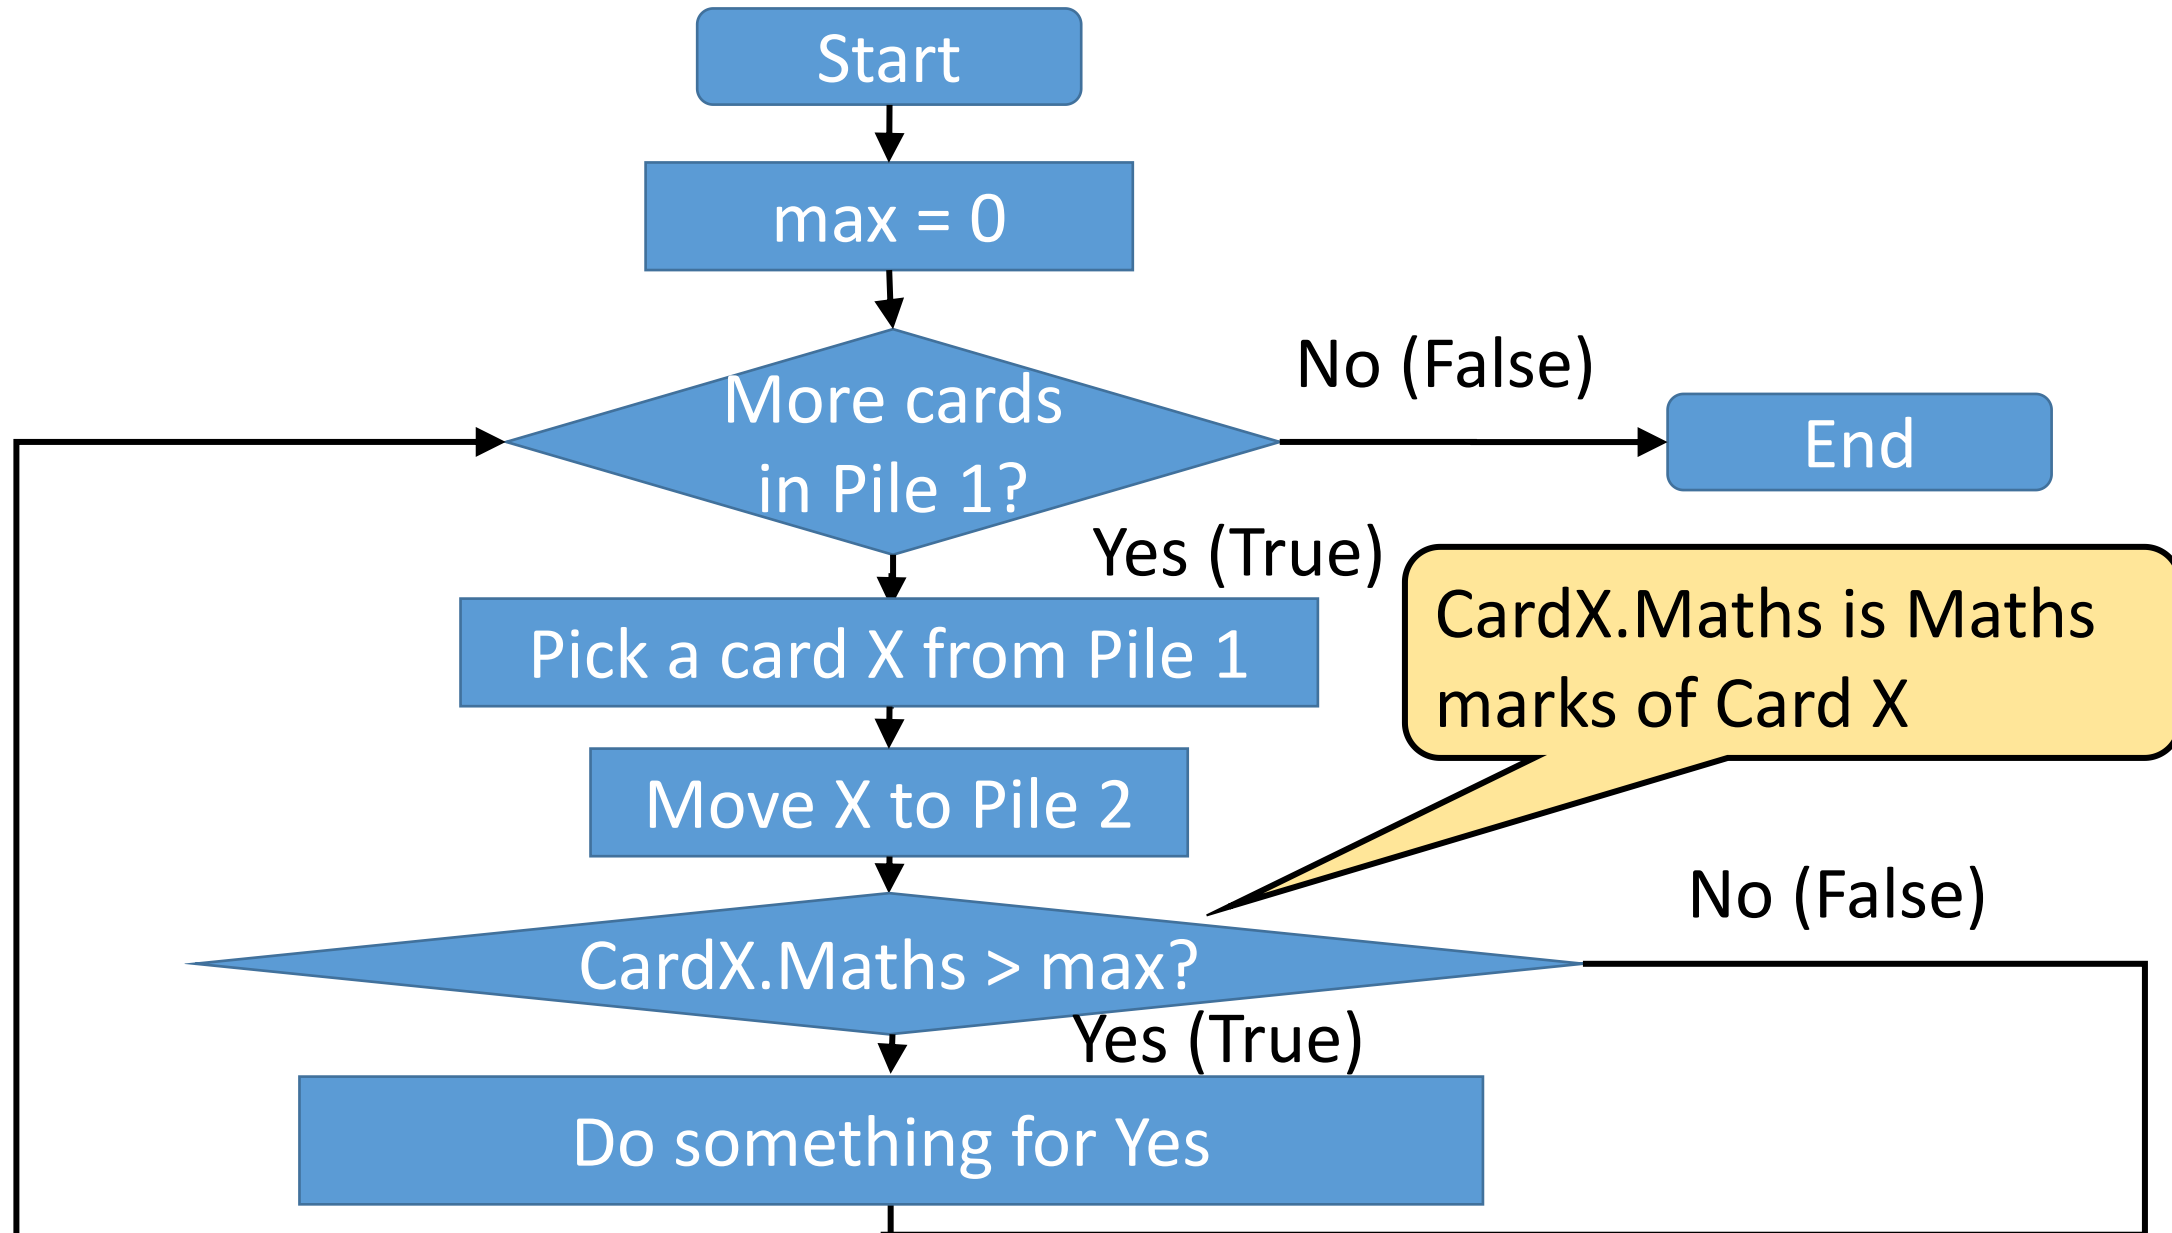 Start
max = 0
More cards
in Pile 1?
No (False)
End
Yes (True)
Pick a card X from Pile 1
CardX.Maths is Maths
marks of Card X
Move X to Pile 2
CardX.Maths > max?
No (False)
Yes (True)
Do something for Yes